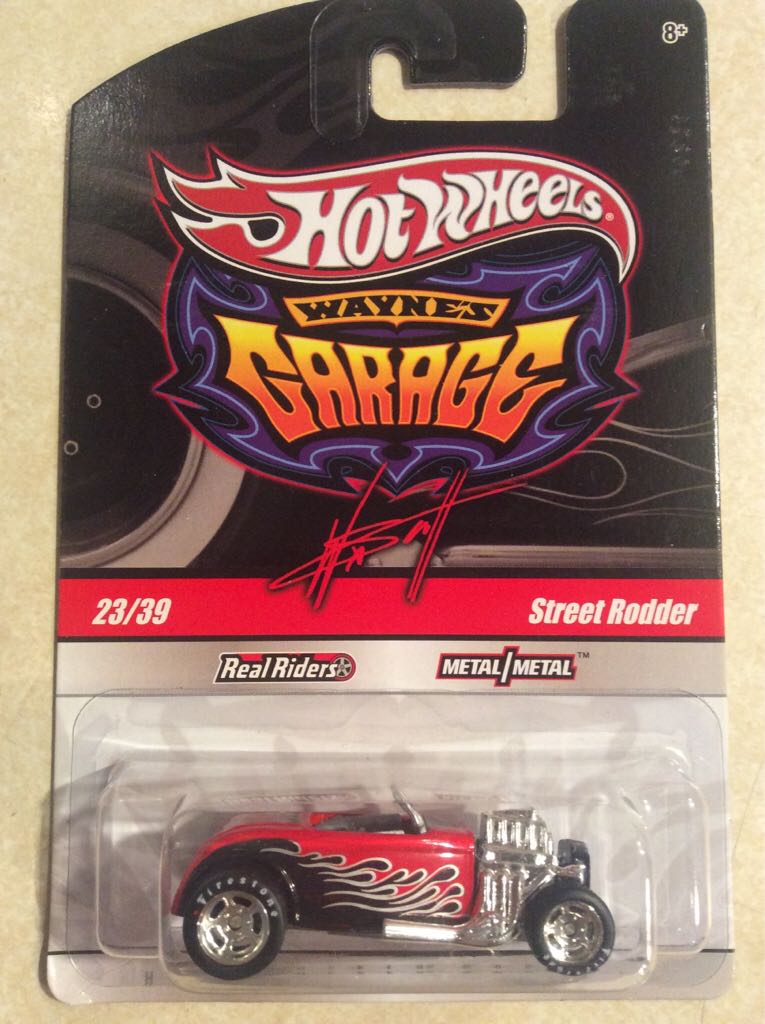 8+
Hot Wheels®
WAYNE'S
GARAGE
23/39
Street Rodder
Real Riders
METAL/METAL™
Firestone